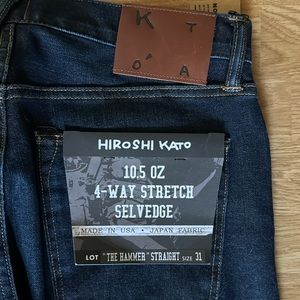 K T
O' A
HIROSHI KATO
10.5 OZ
4-WAY STRETCH
SELVEDGE
MADE IN USA • JAPAN FABRIC
LOT "THE HAMMER" STRAIGHT SIZE 31